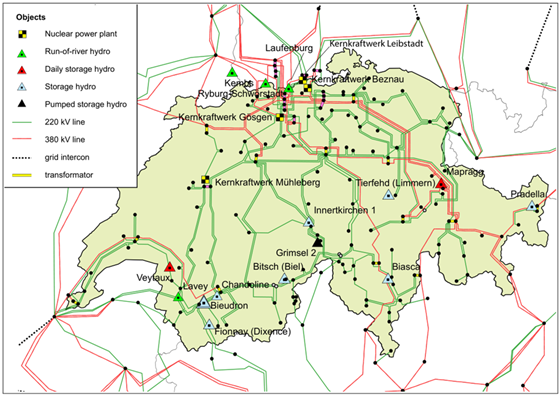 Objects
Nuclear power plant
Run-of-river hydro
Daily storage hydro
Storage hydro
Pumped storage hydro
220 kV line
380 kV line
grid intercon
transformator
Laufenburg
Kernkraftwerk Leibstadt
Kembs
Kernkraftwerk Beznau
Ryburg-Schwörstadt
Kernkraftwerk Gösgen
Mapragg
Kernkraftwerk Mühleberg
Tierfehd (Limmern)
Pradella
Innertkirchen 1
Grimsel 2
Veytaux
Bitsch (Biel)
Biasca
Lavey
Chandoline
Bieudron
Fionnay (Dixence)